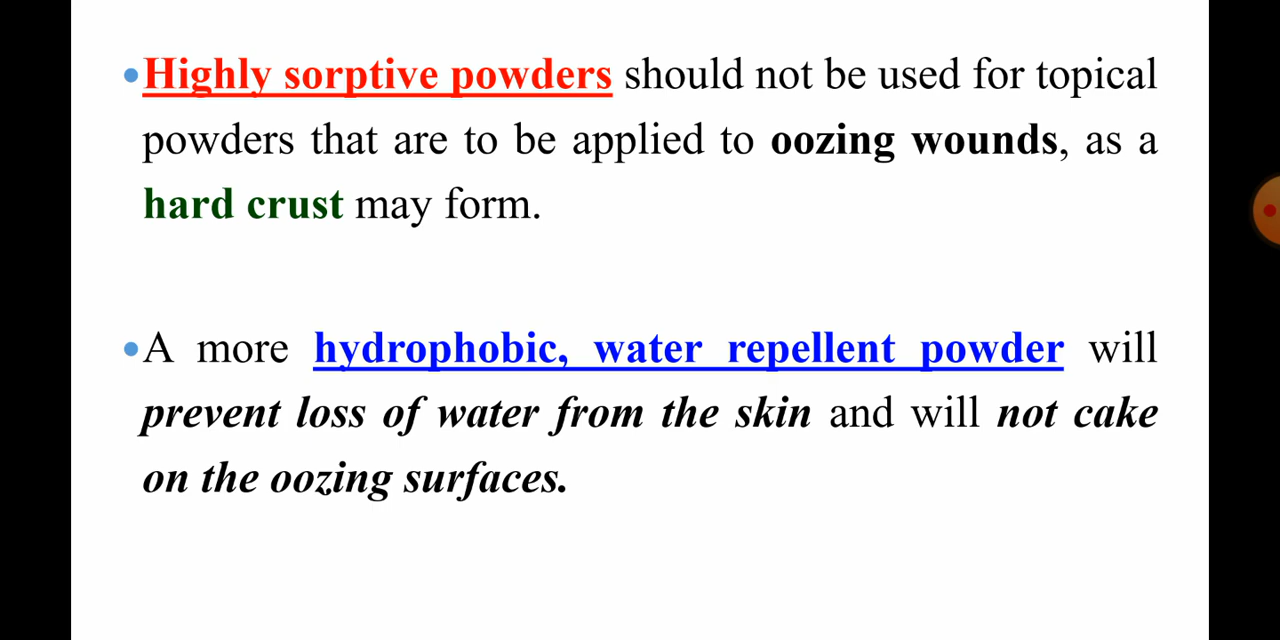 •Highly sorptive powders should not be used for topical
powders that are to be applied to oozing wounds, as a
hard crust may form.
•A more hydrophobic, water repellent powder will
prevent loss of water from the skin and will not cake
on the oozing surfaces.